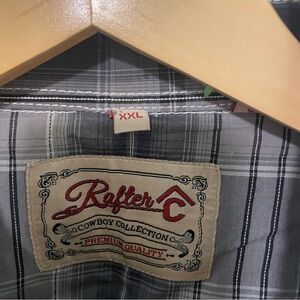 XXL
Rafter C
COWBOY COLLECTION
PREMIUM QUALITY